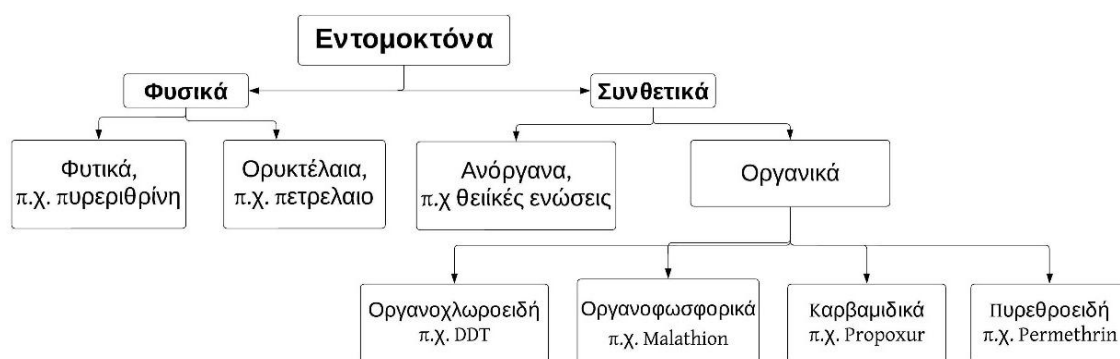 Εντομοκτόνα
Φυσικά
Συνθετικά
Φυτικά,
π.χ. πυρεριθρίνη
Ορυκτέλαια,
π.χ. πετρελαιο
Ανόργανα,
π.χ θειίκές ενώσεις
Οργανικά
Οργανοχλωροειδή
π.χ. DDT
Οργανοφωσφορικά
π.χ. Malathion
Καρβαμιδικά
π.χ. Propoxur
Πυρεθροειδή
π.χ. Permethrin